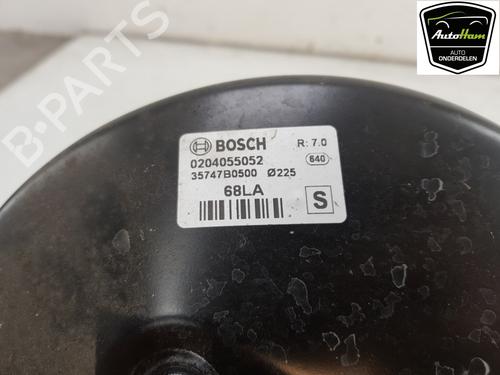 AutoHam
AUTO
ONDERDELEN
B-PARTS
BOSCH
R: 7.0
0204055052
640
35747B0500 Ø225
68LA
S